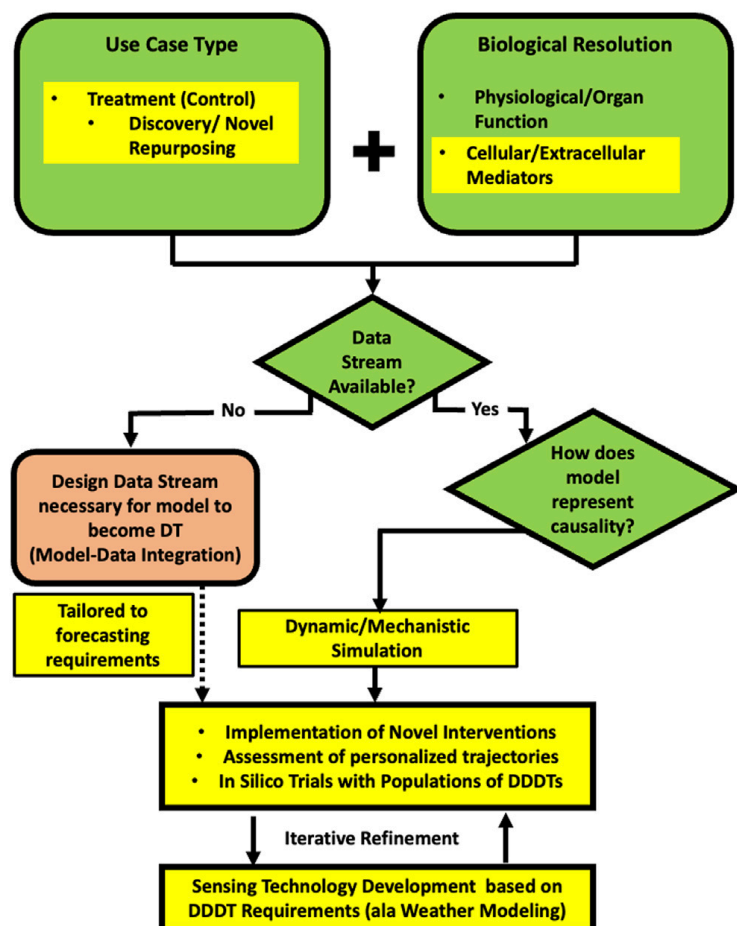 Use Case Type
• Treatment (Control)
• Discovery/ Novel
Repurposing
+
Biological Resolution
• Physiological/Organ
Function
• Cellular/Extracellular
Mediators
Data
Stream
Available?
No
Yes
How does
model
represent
causality?
Design Data Stream
necessary for model to
become DT
(Model-Data Integration)
Tailored to
forecasting
requirements
Dynamic/Mechanistic
Simulation
• Implementation of Novel Interventions
• Assessment of personalized trajectories
• In Silico Trials with Populations of DDDTs
Iterative Refinement
Sensing Technology Development based on
DDDT Requirements (ala Weather Modeling)